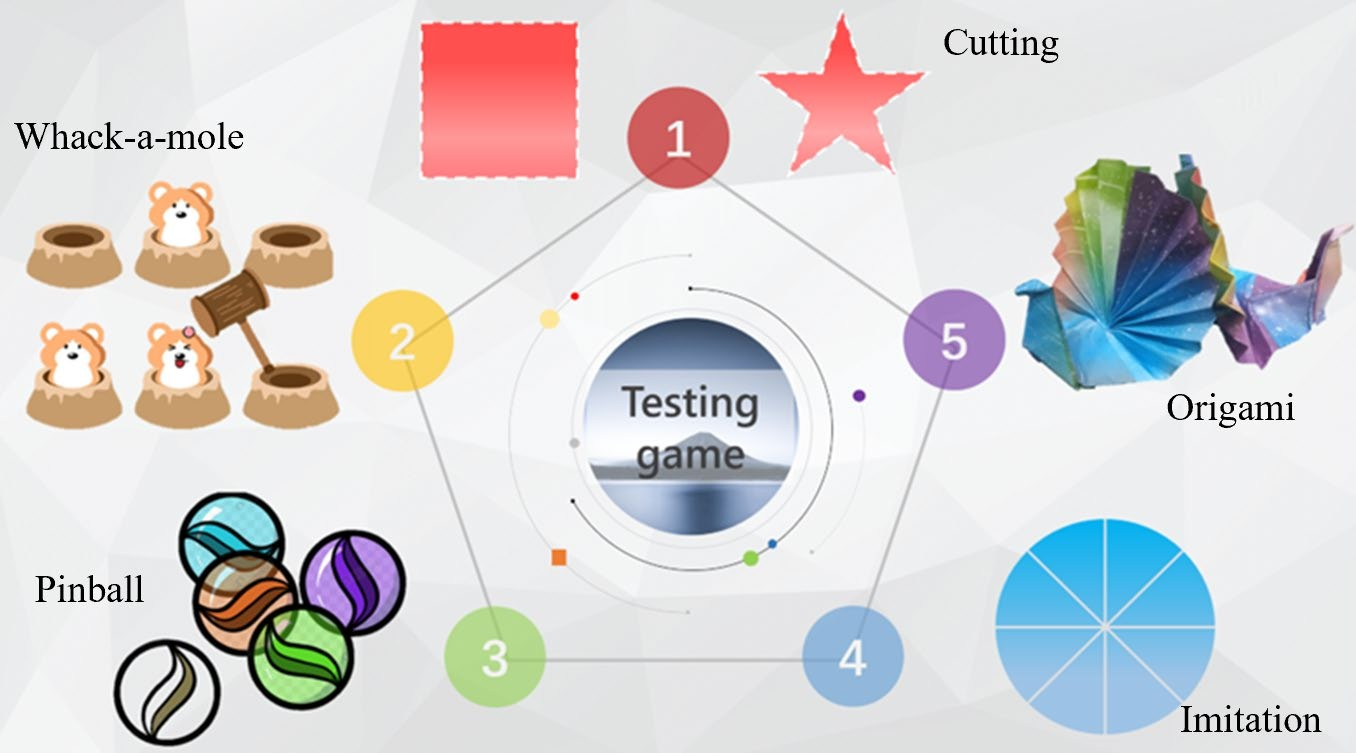 Cutting
1
Whack-a-mole
2
5
Testing
game
Origami
Pinball
3
4
Imitation